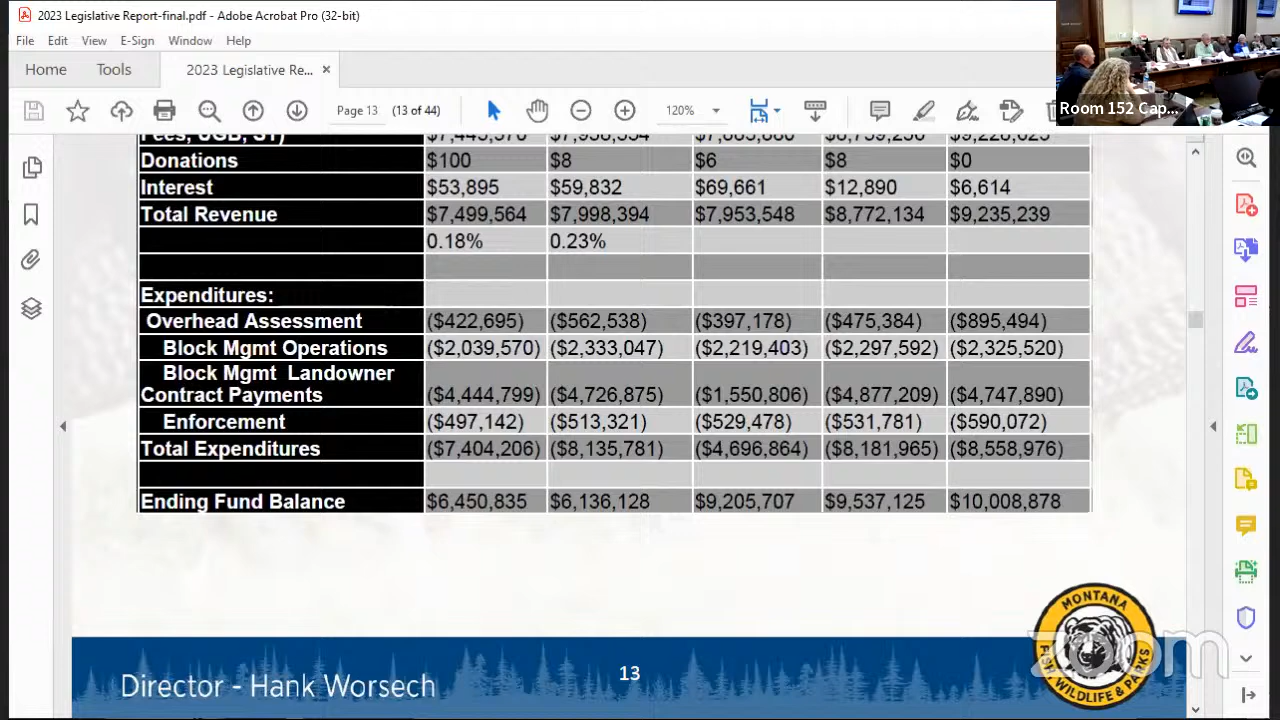 2023 Legislative Report-final.pdf - Adobe Acrobat Pro (32-bit)
File Edit View E-Sign Window Help
Home Tools 2023 Legislative Re... ×
Page 13 (13 of 44) 120%
Room 152 Cap...
Donations $100 $8 $6 $8 $0
Interest $53,895 $59,832 $69,661 $12,890 $6,614
Total Revenue $7,499,564 $7,998,394 $7,953,548 $8,772,134 $9,235,239
0.18% 0.23%
Expenditures:
Overhead Assessment ($422,695) ($562,538) ($397,178) ($475,384) ($895,494)
Block Mgmt Operations ($2,039,570) ($2,333,047) ($2,219,403) ($2,297,592) ($2,325,520)
Block Mgmt Landowner
Contract Payments ($4,444,799) ($4,726,875) ($1,550,806) ($4,877,209) ($4,747,890)
Enforcement ($497,142) ($513,321) ($529,478) ($531,781) ($590,072)
Total Expenditures ($7,404,206) ($8,135,781) ($4,696,864) ($8,181,965) ($8,558,976)
Ending Fund Balance $6,450,835 $6,136,128 $9,205,707 $9,537,125 $10,008,878
MONTANA
FISH, WILDLIFE & PARKS
zoom
13
Director - Hank Worsech